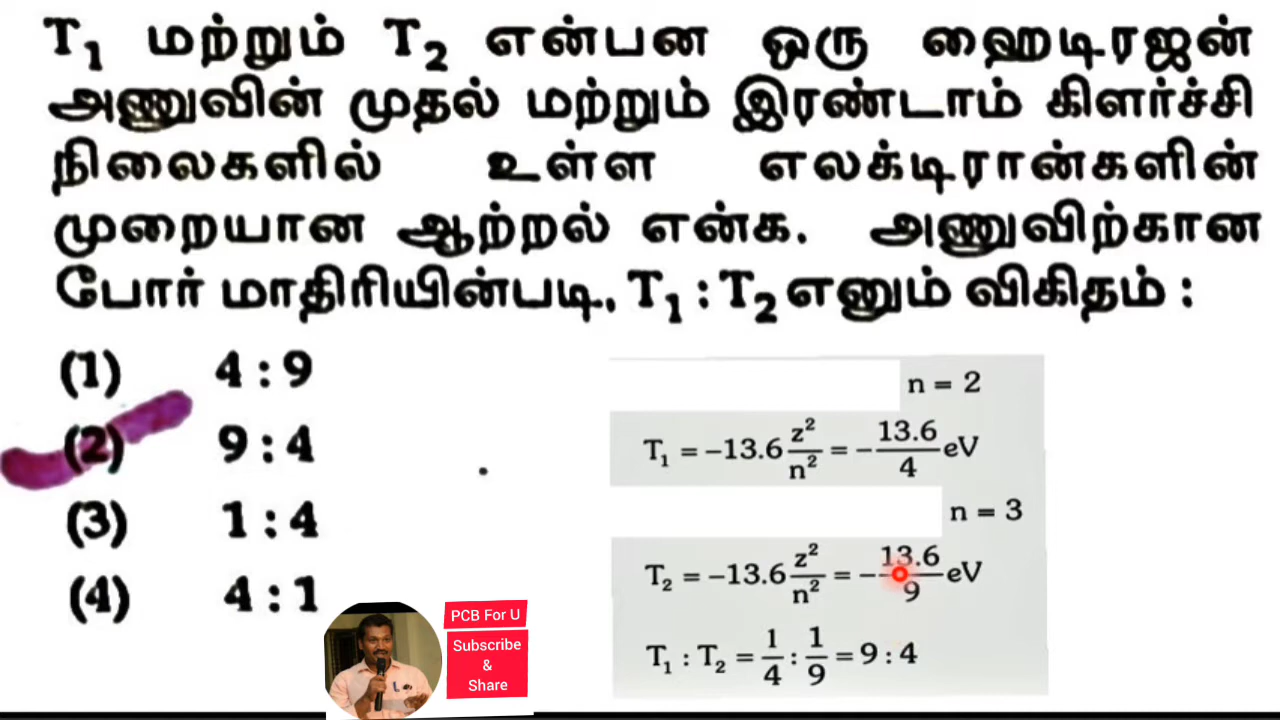 T₁ மற்றும் T₂ என்பன ஒரு ஹைடிரஜன்
அணுவின் முதல் மற்றும் இரண்டாம் கிளர்ச்சி
நிலைகளில் உள்ள எலக்டிரான்களின்
முறையான ஆற்றல் என்க. அணுவிற்கான
போர் மாதிரியின்படி, T₁ : T₂ எனும் விகிதம் :
(1) 4 : 9
(2) 9 : 4
(3) 1 : 4
(4) 4 : 1
n = 2
T₁ = −13.6 z²/n² = − 13.6/4 eV
n = 3
T₂ = −13.6 z²/n² = − 13.6/9 eV
T₁ : T₂ = 1/4 : 1/9 = 9 : 4
PCB For U
Subscribe
&
Share